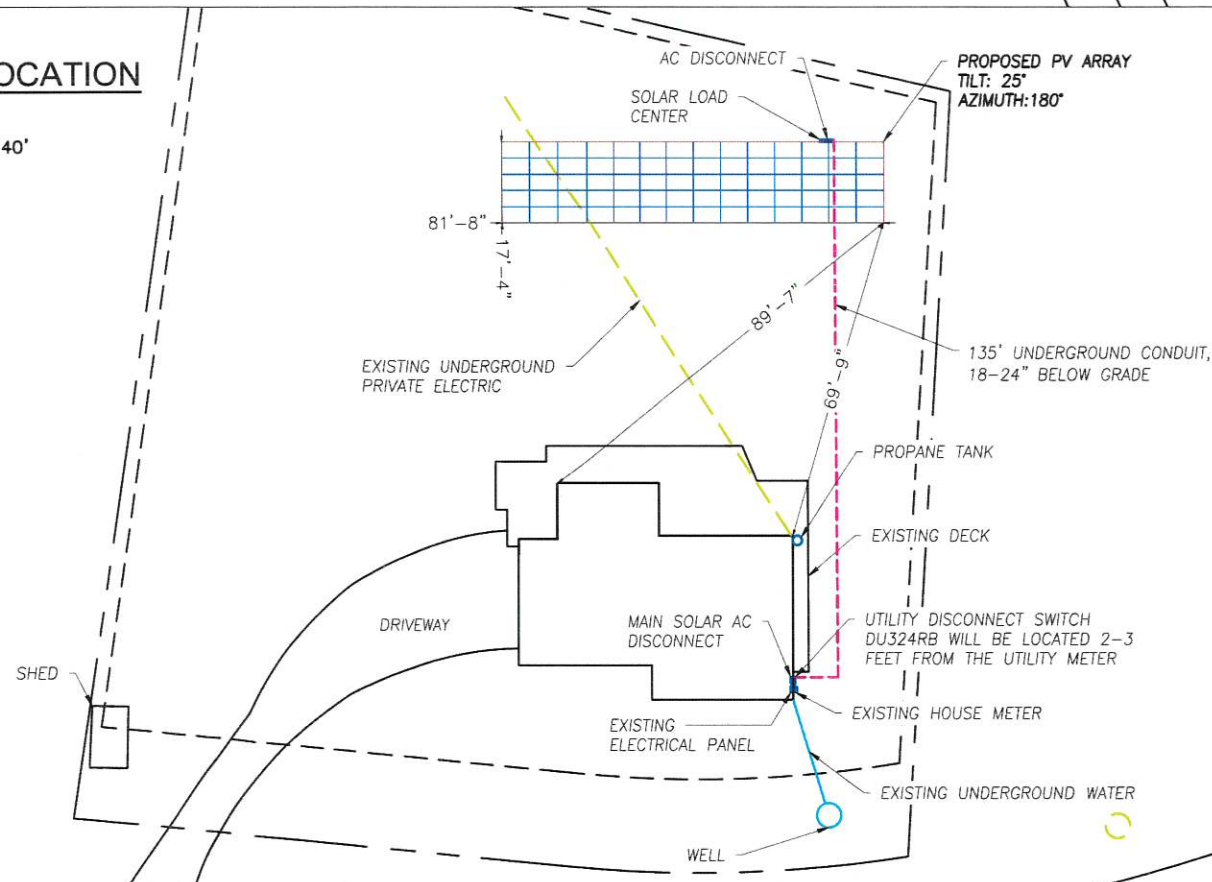 OCATION
40'
AC DISCONNECT
SOLAR LOAD
CENTER
PROPOSED PV ARRAY
TILT: 25°
AZIMUTH:180°
81'-8"
17'-4"
89'-7"
69'-9"
EXISTING UNDERGROUND
PRIVATE ELECTRIC
135' UNDERGROUND CONDUIT,
18-24" BELOW GRADE
PROPANE TANK
EXISTING DECK
DRIVEWAY
MAIN SOLAR AC
DISCONNECT
UTILITY DISCONNECT SWITCH
DU324RB WILL BE LOCATED 2-3
FEET FROM THE UTILITY METER
SHED
EXISTING
ELECTRICAL PANEL
EXISTING HOUSE METER
EXISTING UNDERGROUND WATER
WELL